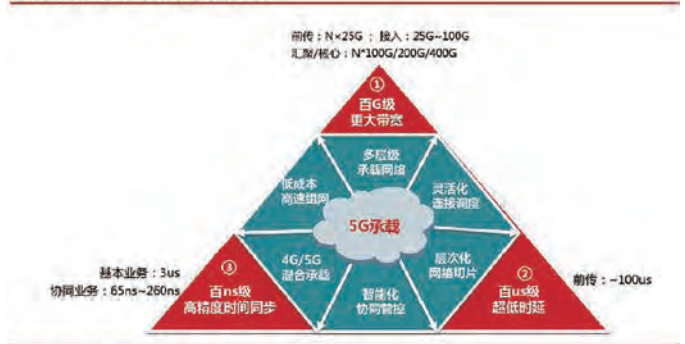 前传：N×25G ； 接入：25G~100G
汇聚/核心：N*100G/200G/400G
①
百G级
更大带宽
多层级
承载网络
低成本
高速组网
灵活化
连接调度
5G承载
4G/5G
混合承载
层次化
网络切片
智能化
协同管控
基本业务：3us
协同业务：65ns~260ns
③
百ns级
高精度时间同步
②
百us级
超低时延
前传：~100us